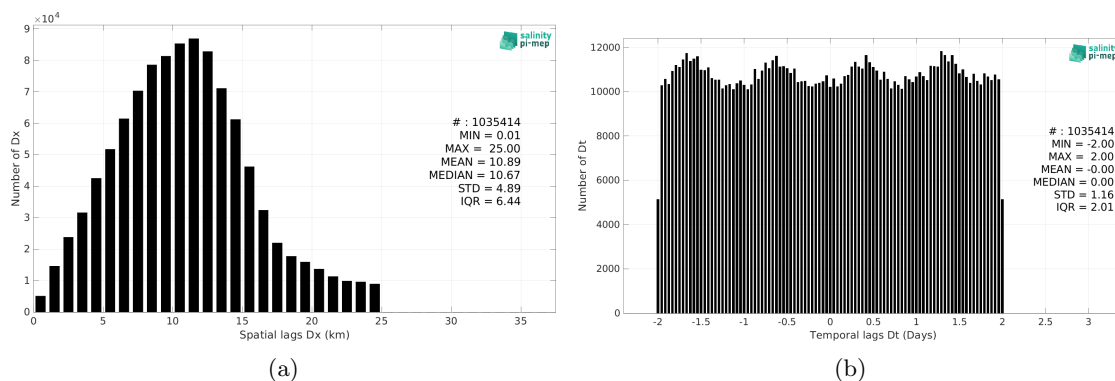 ×10⁴
9
8
7
6
5
4
3
2
1
0
Number of Dx
salinity
pi-mep
# : 1035414
MIN = 0.01
MAX = 25.00
MEAN = 10.89
MEDIAN = 10.67
STD = 4.89
IQR = 6.44
0 5 10 15 20 25 30 35
Spatial lags Dx (km)
(a)
12000
10000
8000
6000
4000
2000
0
Number of Dt
salinity
pi-mep
# : 1035414
MIN = -2.00
MAX = 2.00
MEAN = -0.00
MEDIAN = 0.00
STD = 1.16
IQR = 2.01
-2 -1.5 -1 -0.5 0 0.5 1 1.5 2 2.5 3
Temporal lags Dt (Days)
(b)